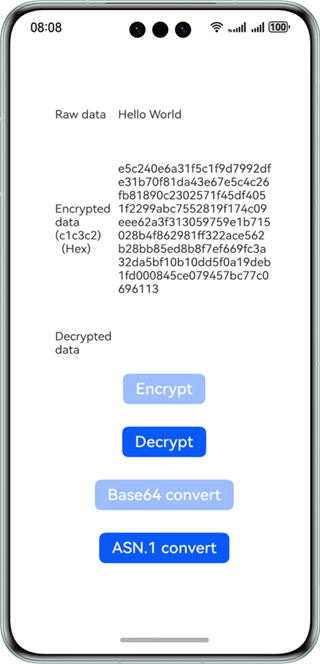 08:08
100
Raw data
Hello World
Encrypted
data
(c1c3c2)
(Hex)
e5c240e6a31f5c1f9d7992df
e31b70f81da43e67e5c4c26
fb81890c2302571f45df405
1f2299abc7552819f174c09
eee62a3f313059759e1b715
028b4f862981ff322ace562
b28bb85ed8b8f7ef669fc3a
32da5bf10b10dd5f0a19deb
1fd000845ce079457bc77c0
696113
Decrypted
data
Encrypt
Decrypt
Base64 convert
ASN.1 convert